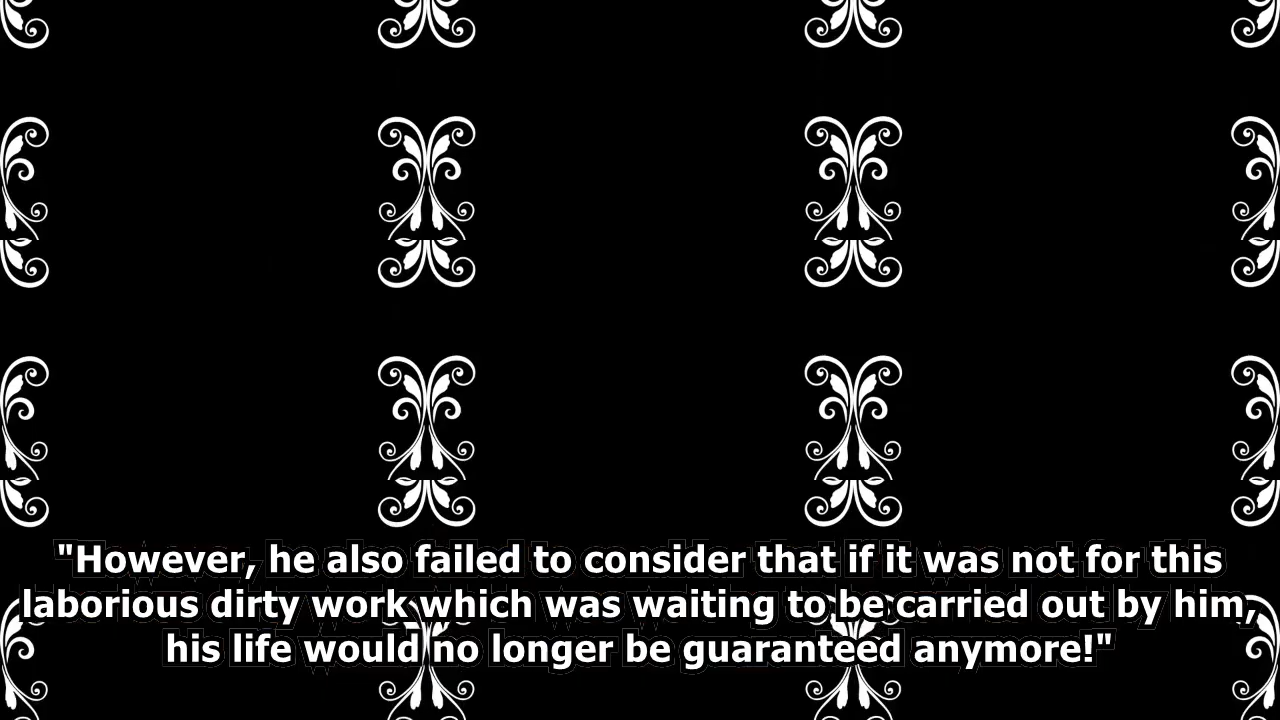 "However, he also failed to consider that if it was not for this
laborious dirty work which was waiting to be carried out by him,
his life would no longer be guaranteed anymore!"